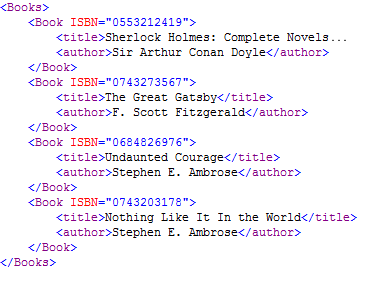 <Books>
<Book ISBN="0553212419">
<title>Sherlock Holmes: Complete Novels...
<author>Sir Arthur Conan Doyle</author>
</Book>
<Book ISBN="0743273567">
<title>The Great Gatsby</title>
<author>F. Scott Fitzgerald</author>
</Book>
<Book ISBN="0684826976">
<title>Undaunted Courage</title>
<author>Stephen E. Ambrose</author>
</Book>
<Book ISBN="0743203178">
<title>Nothing Like It In the World</title>
<author>Stephen E. Ambrose</author>
</Book>
</Books>